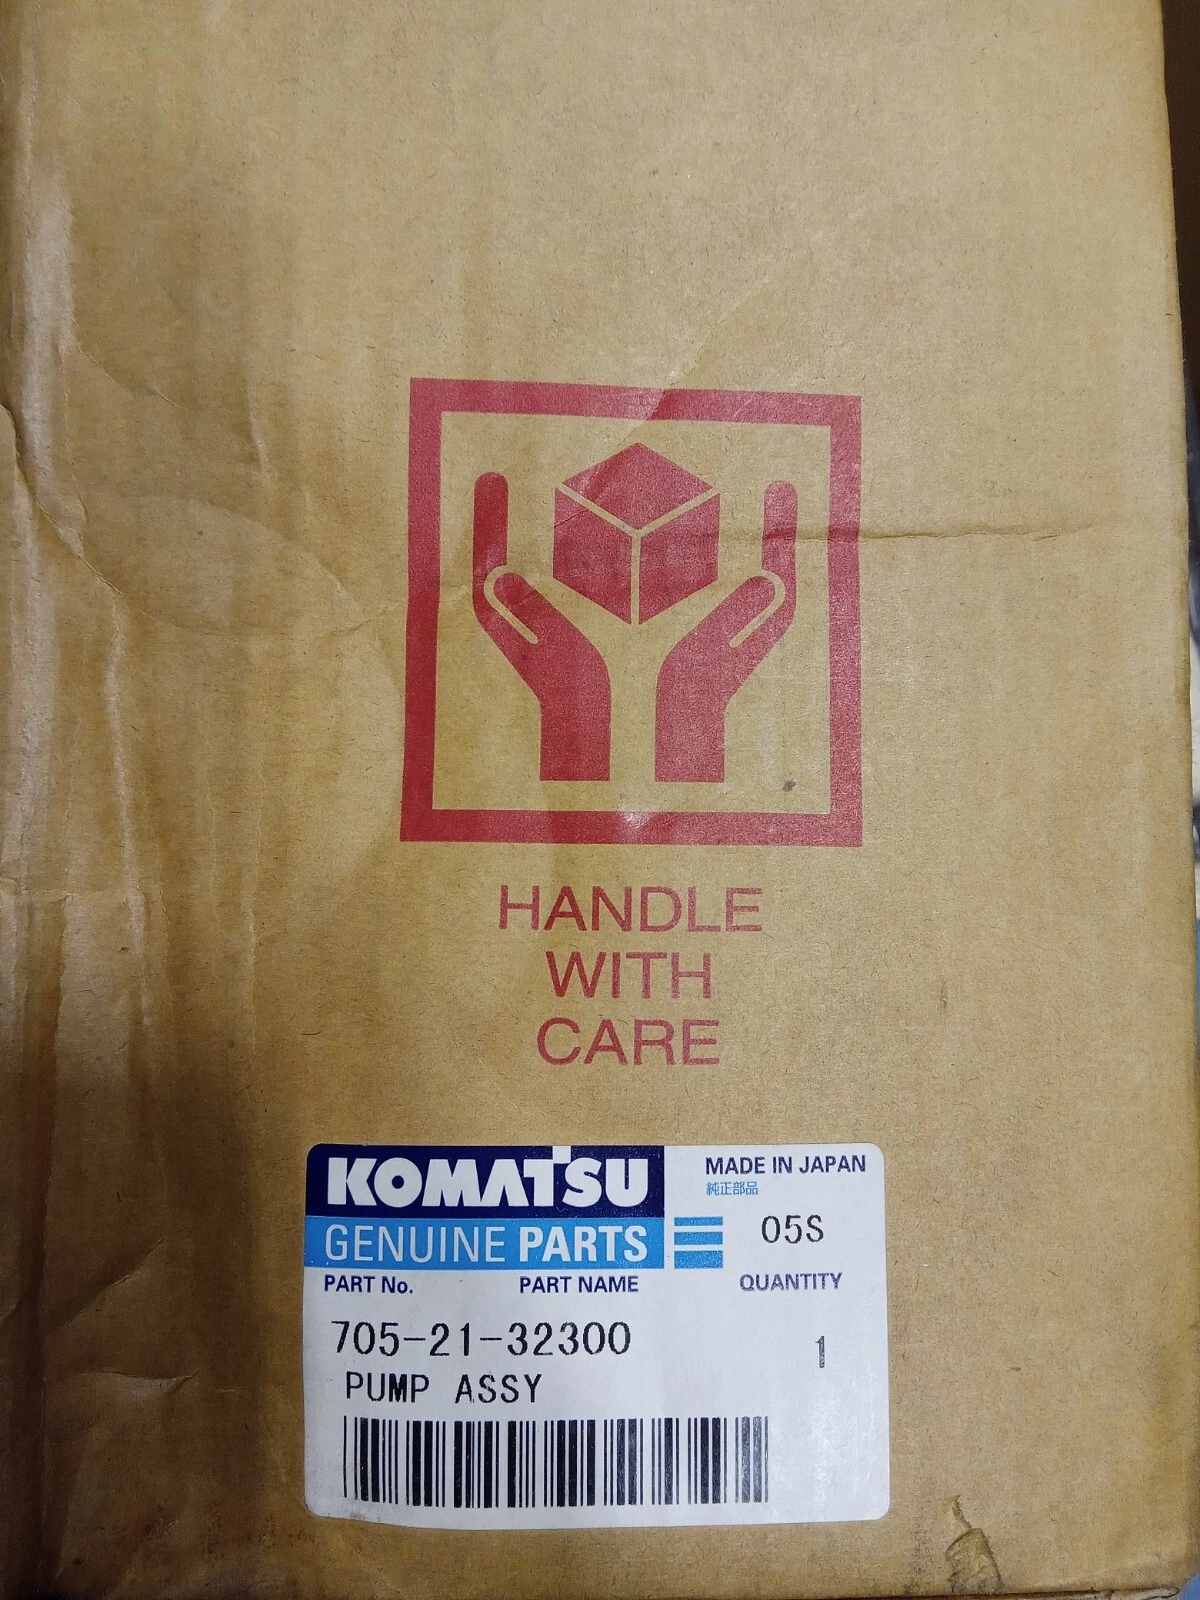 HANDLE
WITH
CARE
KOMATSU
GENUINE PARTS
MADE IN JAPAN
純正部品
05S
PART No. PART NAME QUANTITY
705-21-32300 1
PUMP ASSY